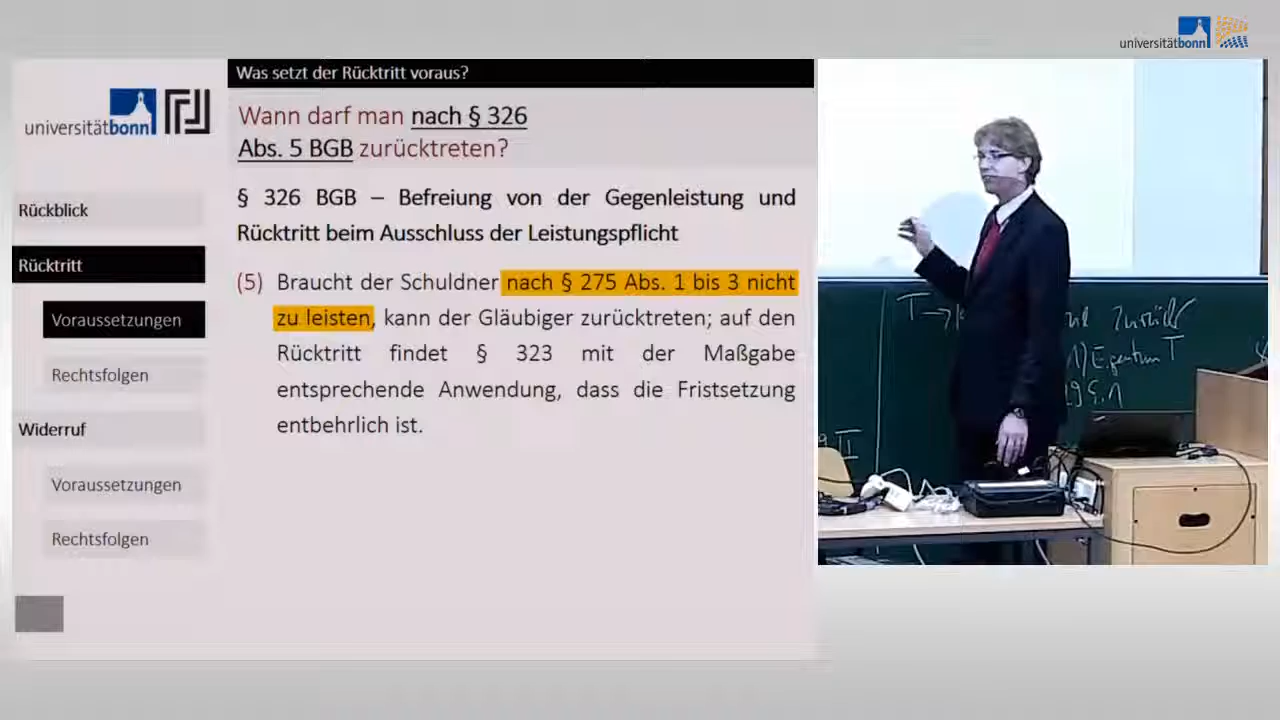 universitätbonn
universitätbonn
Rückblick
Rücktritt
Voraussetzungen
Rechtsfolgen
Widerruf
Voraussetzungen
Rechtsfolgen
Was setzt der Rücktritt voraus?
Wann darf man nach § 326
Abs. 5 BGB zurücktreten?
§ 326 BGB – Befreiung von der Gegenleistung und
Rücktritt beim Ausschluss der Leistungspflicht
(5) Braucht der Schuldner nach § 275 Abs. 1 bis 3 nicht
zu leisten, kann der Gläubiger zurücktreten; auf den
Rücktritt findet § 323 mit der Maßgabe
entsprechende Anwendung, dass die Fristsetzung
entbehrlich ist.
T →
1) Eigentum T